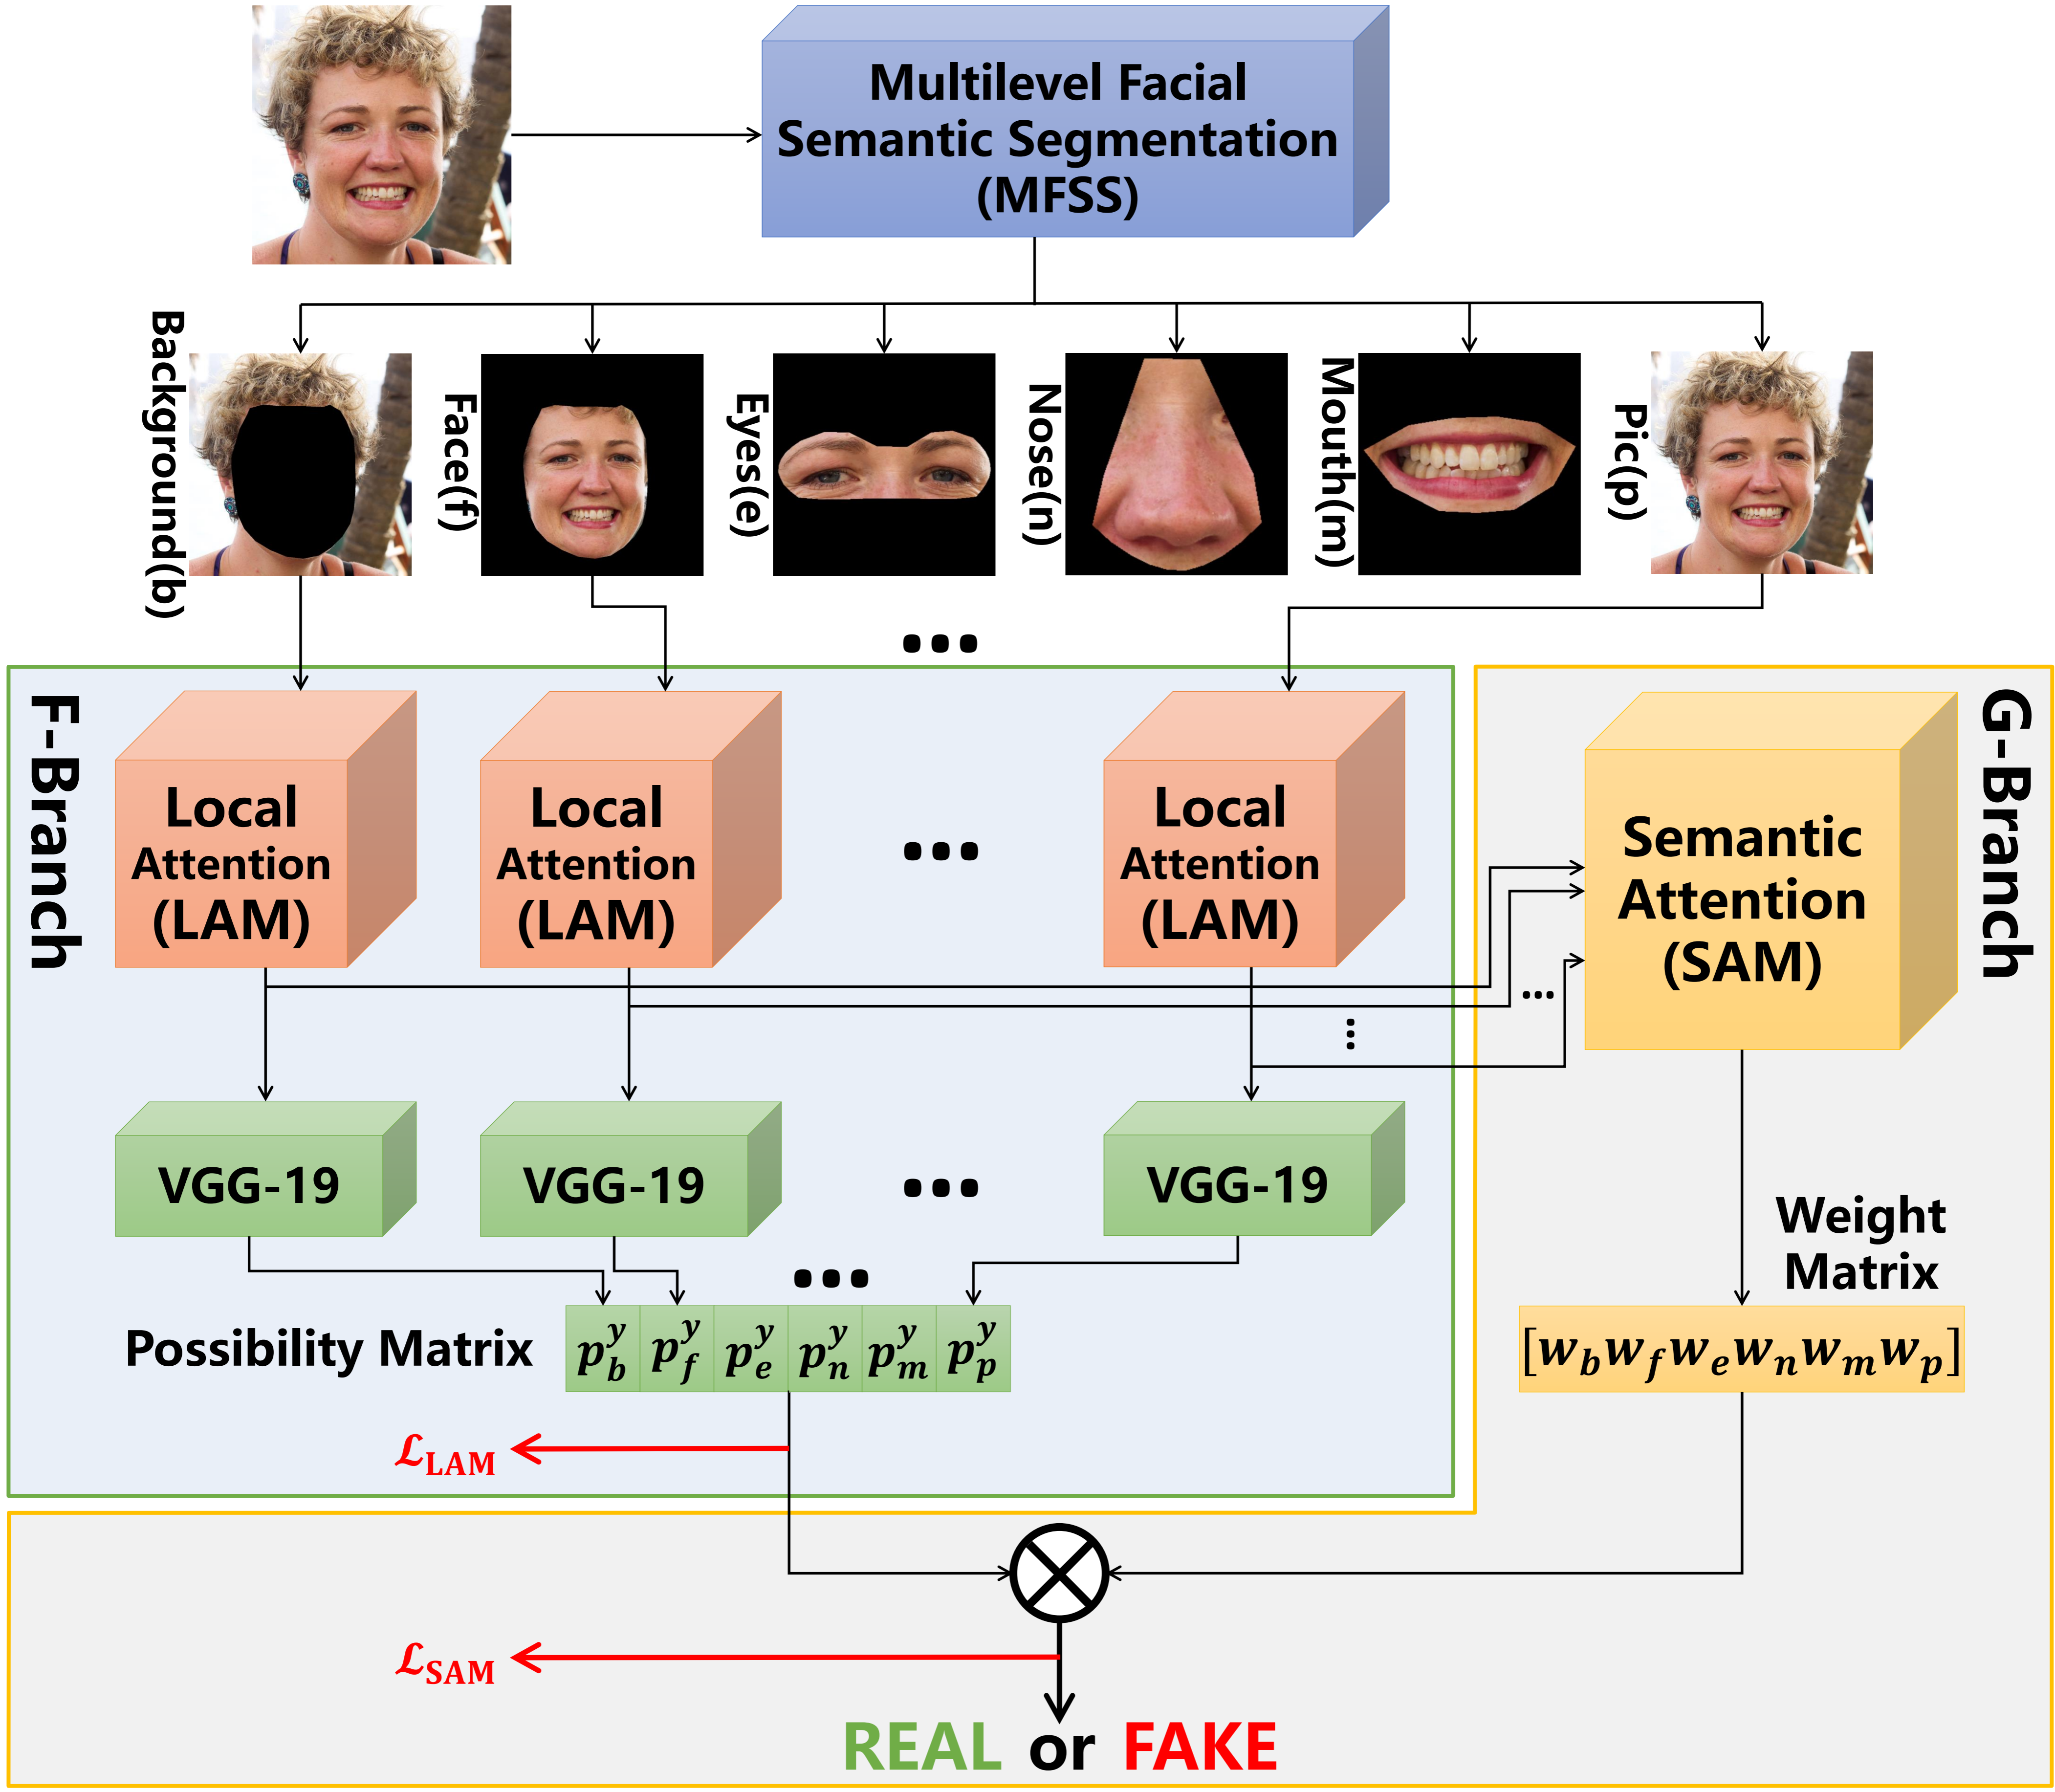 Multilevel Facial
Semantic Segmentation
(MFSS)
Background(b)
Face(f)
Eyes(e)
Nose(n)
Mouth(m)
Pic(p)
...
F-Branch
G-Branch
Local
Attention
(LAM)
Local
Attention
(LAM)
...
Local
Attention
(LAM)
Semantic
Attention
(SAM)
...
...
VGG-19
VGG-19
...
VGG-19
Weight
Matrix
...
Possibility Matrix
p_b^y p_f^y p_e^y p_n^y p_m^y p_p^y
[w_b w_f w_e w_n w_m w_p]
ℒ_LAM
ℒ_SAM
REAL or FAKE